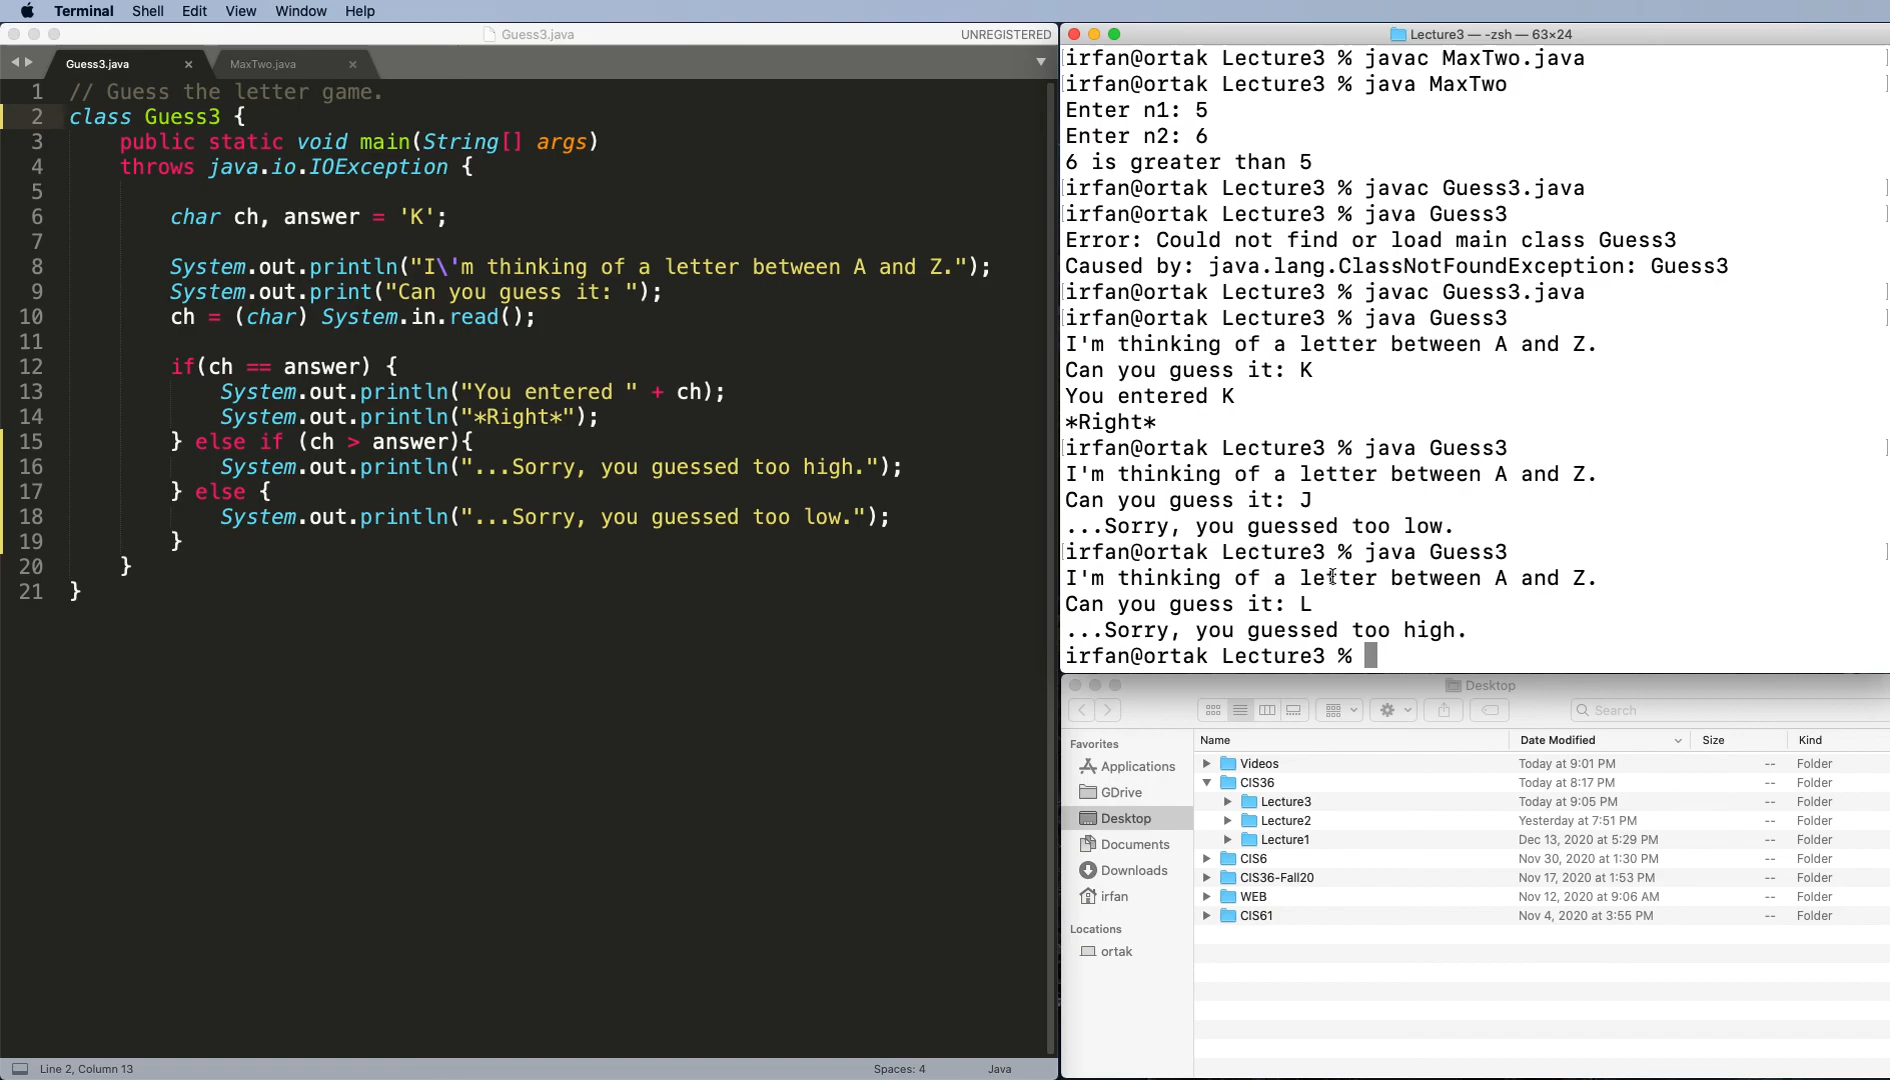 Terminal Shell Edit View Window Help
Guess3.java UNREGISTERED
Guess3.java × MaxTwo.java ×
1 // Guess the letter game.
2 class Guess3 {
3 public static void main(String[] args)
4 throws java.io.IOException {
5
6 char ch, answer = 'K';
7
8 System.out.println("I\'m thinking of a letter between A and Z.");
9 System.out.print("Can you guess it: ");
10 ch = (char) System.in.read();
11
12 if(ch == answer) {
13 System.out.println("You entered " + ch);
14 System.out.println("*Right*");
15 } else if (ch > answer){
16 System.out.println("...Sorry, you guessed too high.");
17 } else {
18 System.out.println("...Sorry, you guessed too low.");
19 }
20 }
21 }
Line 2, Column 13 Spaces: 4 Java
Lecture3 — -zsh — 63×24
irfan@ortak Lecture3 % javac MaxTwo.java
irfan@ortak Lecture3 % java MaxTwo
Enter n1: 5
Enter n2: 6
6 is greater than 5
irfan@ortak Lecture3 % javac Guess3.java
irfan@ortak Lecture3 % java Guess3
Error: Could not find or load main class Guess3
Caused by: java.lang.ClassNotFoundException: Guess3
irfan@ortak Lecture3 % javac Guess3.java
irfan@ortak Lecture3 % java Guess3
I'm thinking of a letter between A and Z.
Can you guess it: K
You entered K
*Right*
irfan@ortak Lecture3 % java Guess3
I'm thinking of a letter between A and Z.
Can you guess it: J
...Sorry, you guessed too low.
irfan@ortak Lecture3 % java Guess3
I'm thinking of a letter between A and Z.
Can you guess it: L
...Sorry, you guessed too high.
irfan@ortak Lecture3 %
Desktop
Search
Favorites
Applications
GDrive
Desktop
Documents
Downloads
irfan
Locations
ortak
Name Date Modified Size Kind
Videos Today at 9:01 PM -- Folder
CIS36 Today at 8:17 PM -- Folder
Lecture3 Today at 9:05 PM -- Folder
Lecture2 Yesterday at 7:51 PM -- Folder
Lecture1 Dec 13, 2020 at 5:29 PM -- Folder
CIS6 Nov 30, 2020 at 1:30 PM -- Folder
CIS36-Fall20 Nov 17, 2020 at 1:53 PM -- Folder
WEB Nov 12, 2020 at 9:06 AM -- Folder
CIS61 Nov 4, 2020 at 3:55 PM -- Folder